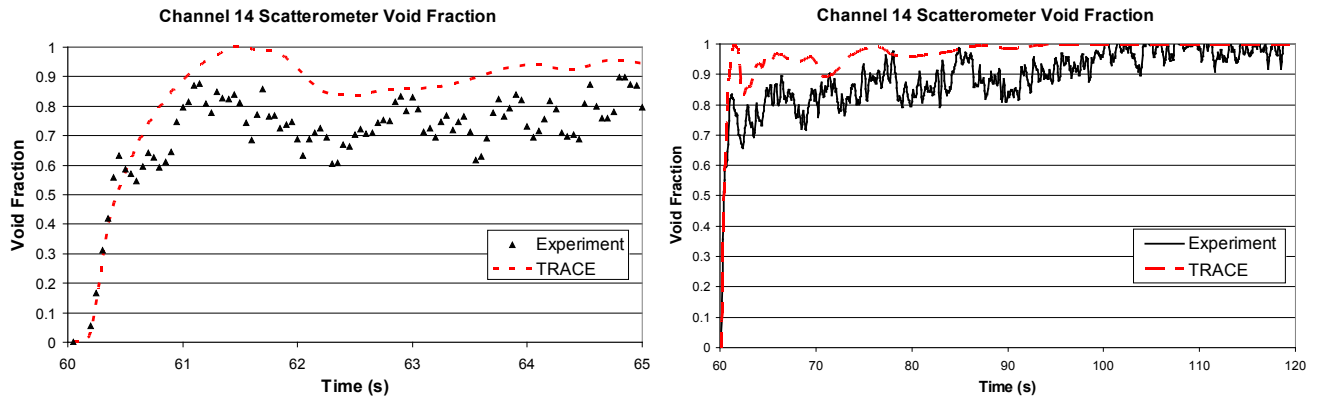 Channel 14 Scatterometer Void Fraction
1
0.9
0.8
0.7
0.6
0.5
0.4
0.3
0.2
0.1
0
Void Fraction
60 61 62 63 64 65
Time (s)
Experiment
TRACE
Channel 14 Scatterometer Void Fraction
1
0.9
0.8
0.7
0.6
0.5
0.4
0.3
0.2
0.1
0
Void Fraction
60 70 80 90 100 110 120
Time (s)
Experiment
TRACE